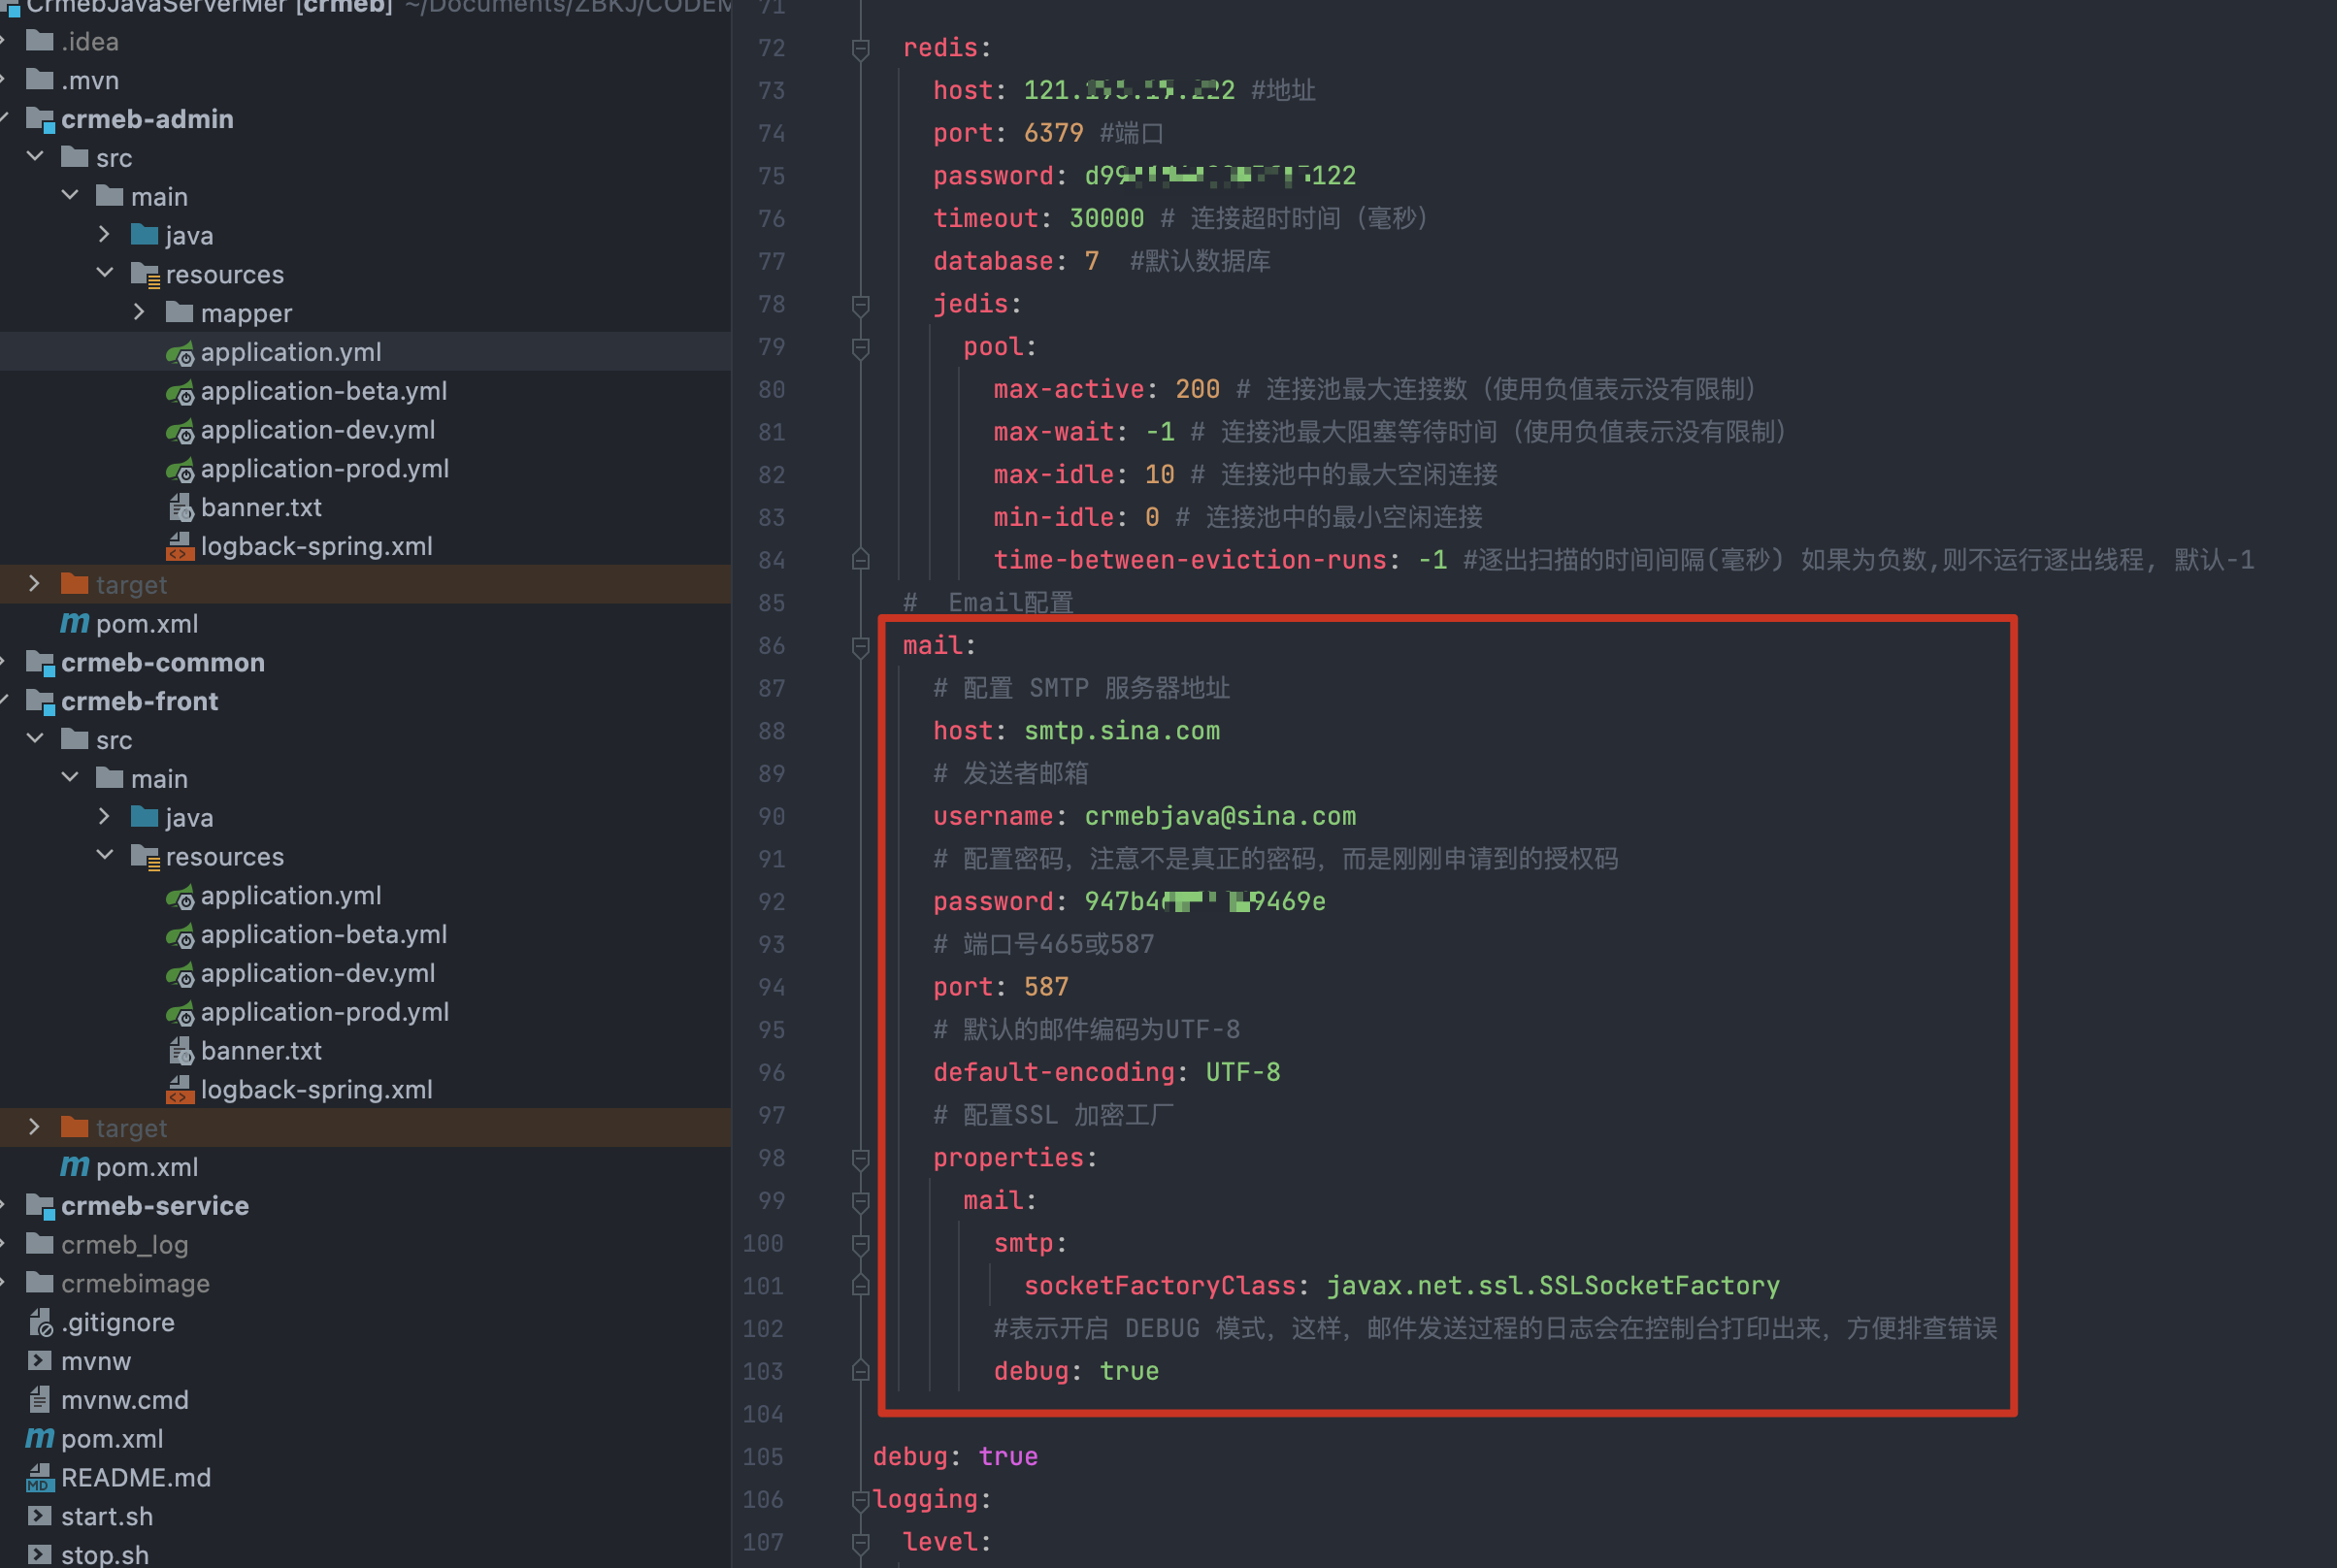 CrmebJavaServerMer [crmeb] ~/Documents/ZBKJ/CODEM
.idea
.mvn
crmeb-admin
src
main
java
resources
mapper
application.yml
application-beta.yml
application-dev.yml
application-prod.yml
banner.txt
logback-spring.xml
target
pom.xml
crmeb-common
crmeb-front
src
main
java
resources
application.yml
application-beta.yml
application-dev.yml
application-prod.yml
banner.txt
logback-spring.xml
target
pom.xml
crmeb-service
crmeb_log
crmebimage
.gitignore
mvnw
mvnw.cmd
pom.xml
README.md
start.sh
stop.sh
71
72 redis:
73 host: #地址
74 port: 6379 #端口
75 password:
76 timeout: 30000 # 连接超时时间（毫秒）
77 database: 7 #默认数据库
78 jedis:
79 pool:
80 max-active: 200 # 连接池最大连接数（使用负值表示没有限制）
81 max-wait: -1 # 连接池最大阻塞等待时间（使用负值表示没有限制）
82 max-idle: 10 # 连接池中的最大空闲连接
83 min-idle: 0 # 连接池中的最小空闲连接
84 time-between-eviction-runs: -1 #逐出扫描的时间间隔(毫秒) 如果为负数,则不运行逐出线程, 默认-1
85 # Email配置
86 mail:
87 # 配置 SMTP 服务器地址
88 host: smtp.sina.com
89 # 发送者邮箱
90 username: crmebjava@sina.com
91 # 配置密码，注意不是真正的密码，而是刚刚申请到的授权码
92 password:
93 # 端口号465或587
94 port: 587
95 # 默认的邮件编码为UTF-8
96 default-encoding: UTF-8
97 # 配置SSL 加密工厂
98 properties:
99 mail:
100 smtp:
101 socketFactoryClass: javax.net.ssl.SSLSocketFactory
102 #表示开启 DEBUG 模式，这样，邮件发送过程的日志会在控制台打印出来，方便排查错误
103 debug: true
104
105 debug: true
106 logging:
107 level: